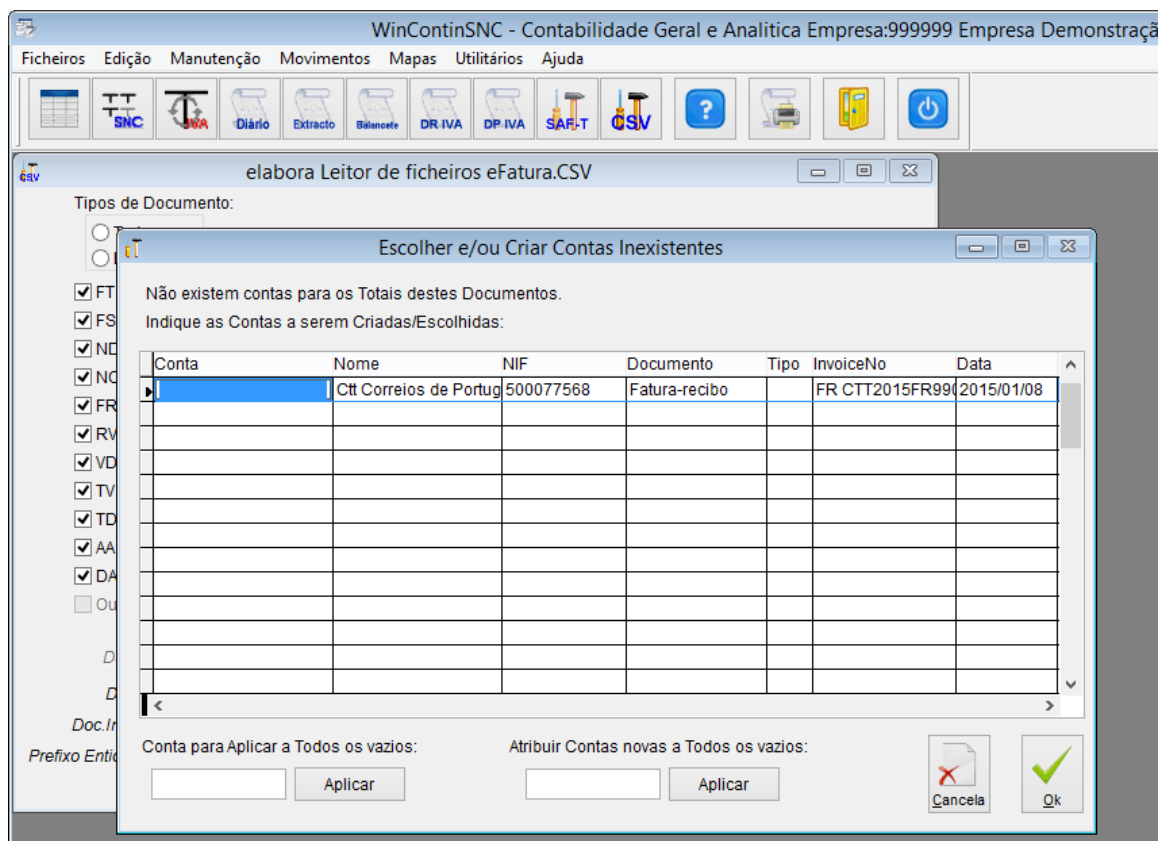 WinContinSNC - Contabilidade Geral e Analitica Empresa:999999 Empresa Demonstraçã
Ficheiros Edição Manutenção Movimentos Mapas Utilitários Ajuda
SNC IVA Diário Extracto Balancete DR-IVA DP-IVA SAF-T CSV ?
CSV elabora Leitor de ficheiros eFatura.CSV
Tipos de Documento:
Escolher e/ou Criar Contas Inexistentes
Não existem contas para os Totais destes Documentos.
Indique as Contas a serem Criadas/Escolhidas:
FT
FS
ND
NC
FR
RV
VD
TV
TD
AA
DA
Ou
D
D
Doc.In
Prefixo Entid
Conta Nome NIF Documento Tipo InvoiceNo Data
Ctt Correios de Portug 500077568 Fatura-recibo FR CTT2015FR990 2015/01/08
Conta para Aplicar a Todos os vazios: Atribuir Contas novas a Todos os vazios:
Aplicar Aplicar
Cancela Ok